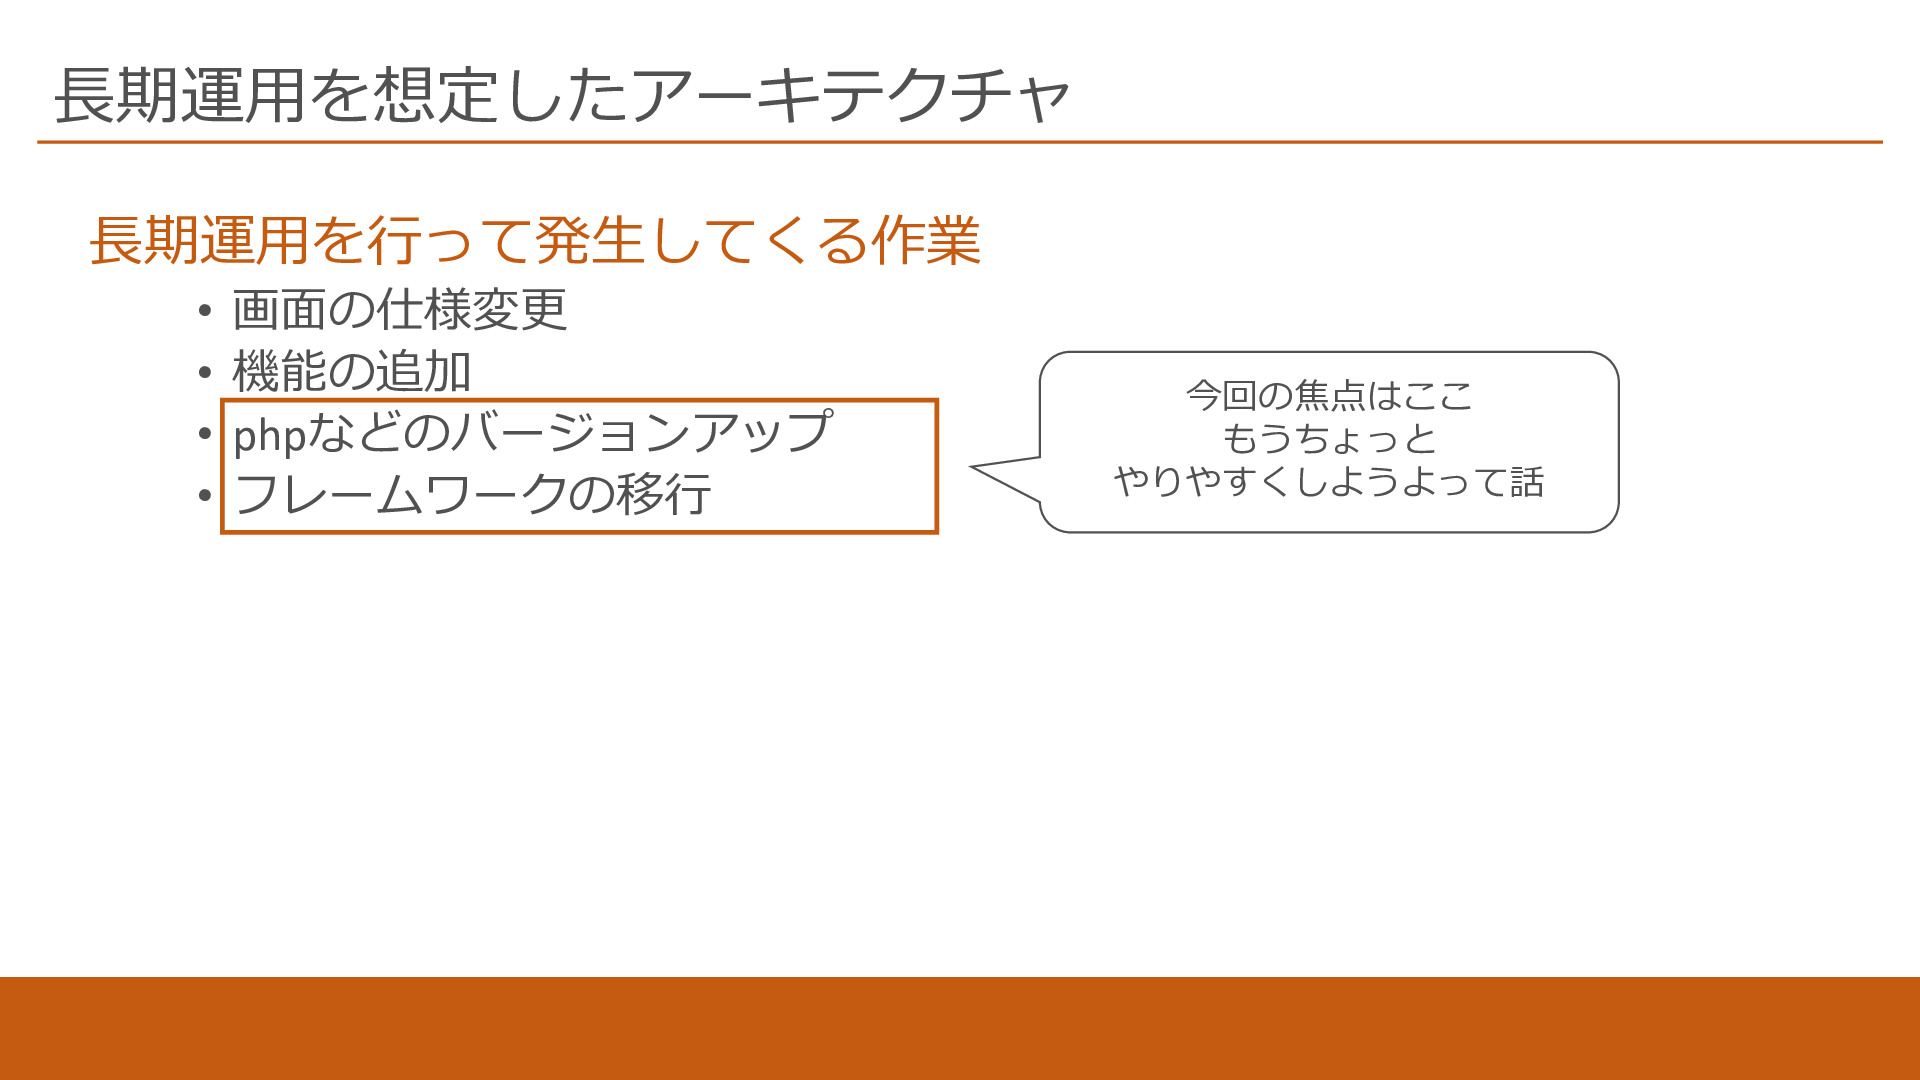 長期運用を想定したアーキテクチャ
長期運用を行って発生してくる作業
• 画面の仕様変更
• 機能の追加
• phpなどのバージョンアップ
• フレームワークの移行
今回の焦点はここ
もうちょっと
やりやすくしようよって話